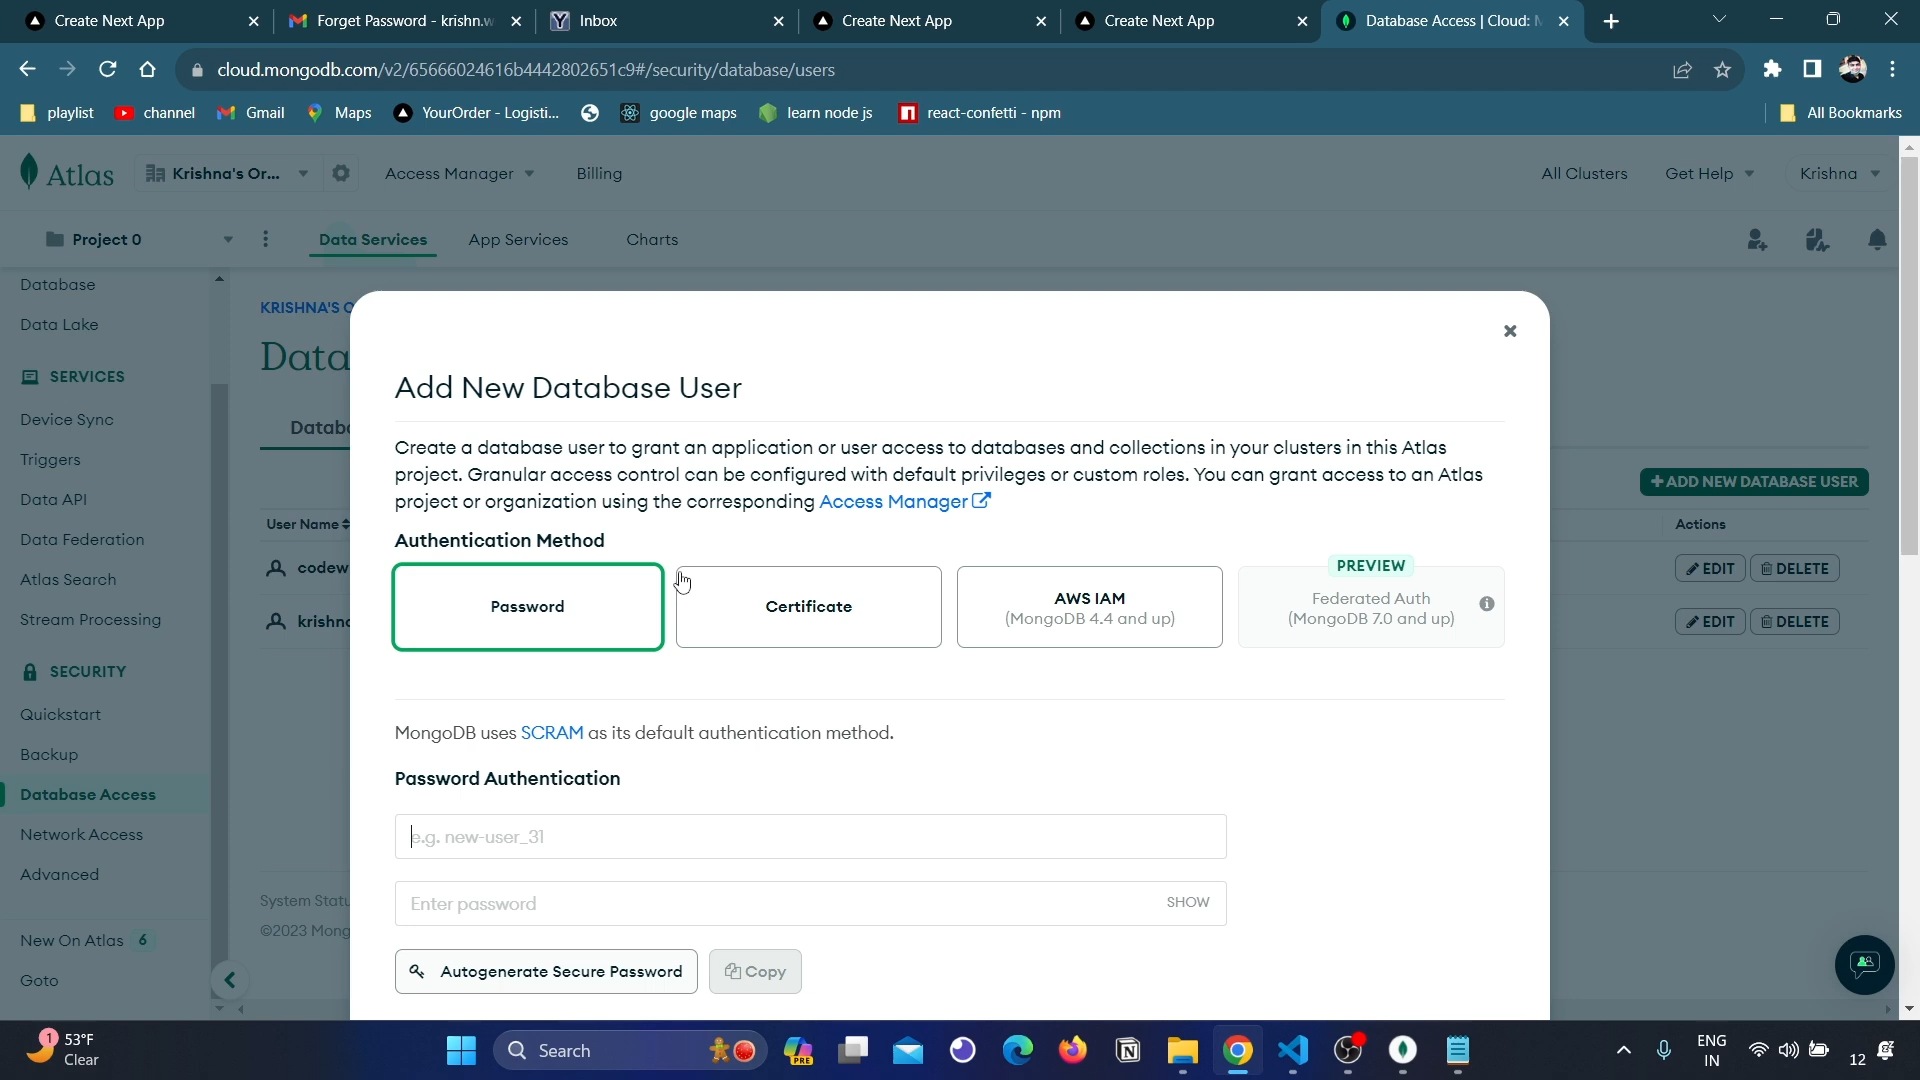 Create Next App
Forget Password - krishn.w
Inbox
Create Next App
Create Next App
Database Access | Cloud: M
cloud.mongodb.com/v2/65666024616b4442802651c9#/security/database/users
playlist
channel
Gmail
Maps
YourOrder - Logisti...
google maps
learn node js
react-confetti - npm
All Bookmarks
Atlas
Krishna's Or...
Access Manager
Billing
All Clusters
Get Help
Krishna
Project 0
Data Services
App Services
Charts
Database
Data Lake
SERVICES
Device Sync
Triggers
Data API
Data Federation
Atlas Search
Stream Processing
SECURITY
Quickstart
Backup
Database Access
Network Access
Advanced
New On Atlas 6
Goto
KRISHNA'S O
Data
Databa
+ ADD NEW DATABASE USER
User Name
Actions
codew
EDIT
DELETE
krishna
EDIT
DELETE
System Statu
©2023 Mong
Add New Database User
Create a database user to grant an application or user access to databases and collections in your clusters in this Atlas
project. Granular access control can be configured with default privileges or custom roles. You can grant access to an Atlas
project or organization using the corresponding Access Manager
Authentication Method
Password
Certificate
AWS IAM
(MongoDB 4.4 and up)
PREVIEW
Federated Auth
(MongoDB 7.0 and up)
MongoDB uses SCRAM as its default authentication method.
Password Authentication
e.g. new-user_31
Enter password
SHOW
Autogenerate Secure Password
Copy
1
53°F
Clear
Search
PRE
ENG
IN
12